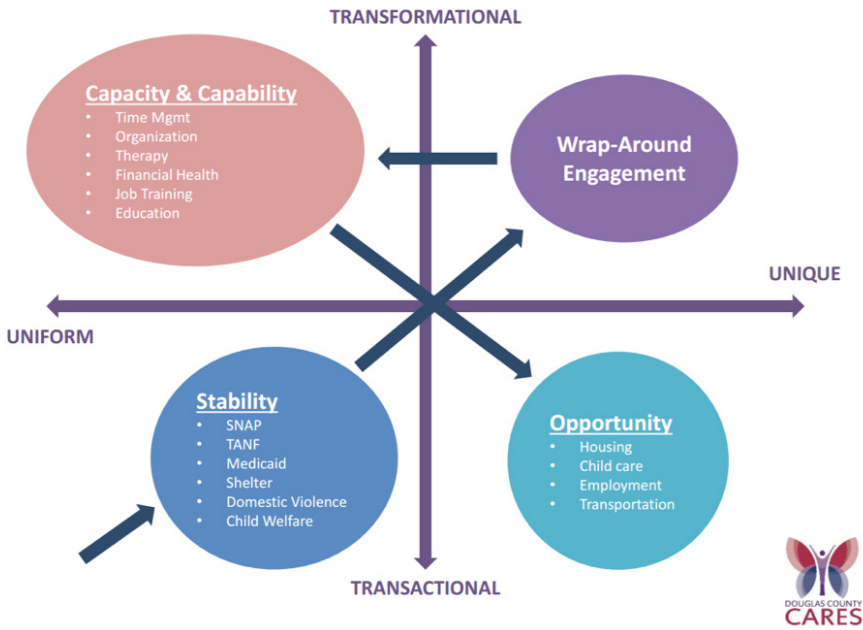 TRANSFORMATIONAL
Capacity & Capability
• Time Mgmt
• Organization
• Therapy
• Financial Health
• Job Training
• Education
Wrap-Around
Engagement
UNIQUE
UNIFORM
Stability
• SNAP
• TANF
• Medicaid
• Shelter
• Domestic Violence
• Child Welfare
Opportunity
• Housing
• Child care
• Employment
• Transportation
TRANSACTIONAL
DOUGLAS COUNTY
CARES